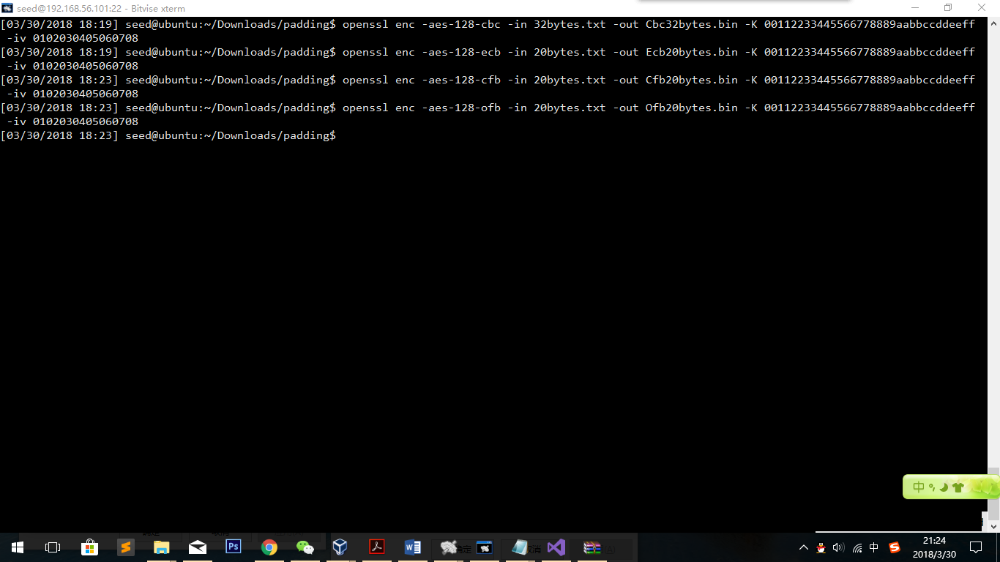 seed@192.168.56.101:22 - Bitvise xterm
[03/30/2018 18:19] seed@ubuntu:~/Downloads/padding$ openssl enc -aes-128-cbc -in 32bytes.txt -out Cbc32bytes.bin -K 00112233445566778889aabbccddeeff
-iv 0102030405060708
[03/30/2018 18:19] seed@ubuntu:~/Downloads/padding$ openssl enc -aes-128-ecb -in 20bytes.txt -out Ecb20bytes.bin -K 00112233445566778889aabbccddeeff
-iv 0102030405060708
[03/30/2018 18:23] seed@ubuntu:~/Downloads/padding$ openssl enc -aes-128-cfb -in 20bytes.txt -out Cfb20bytes.bin -K 00112233445566778889aabbccddeeff
-iv 0102030405060708
[03/30/2018 18:23] seed@ubuntu:~/Downloads/padding$ openssl enc -aes-128-ofb -in 20bytes.txt -out Ofb20bytes.bin -K 00112233445566778889aabbccddeeff
-iv 0102030405060708
[03/30/2018 18:23] seed@ubuntu:~/Downloads/padding$
中
Ps
中
21:24
2018/3/30